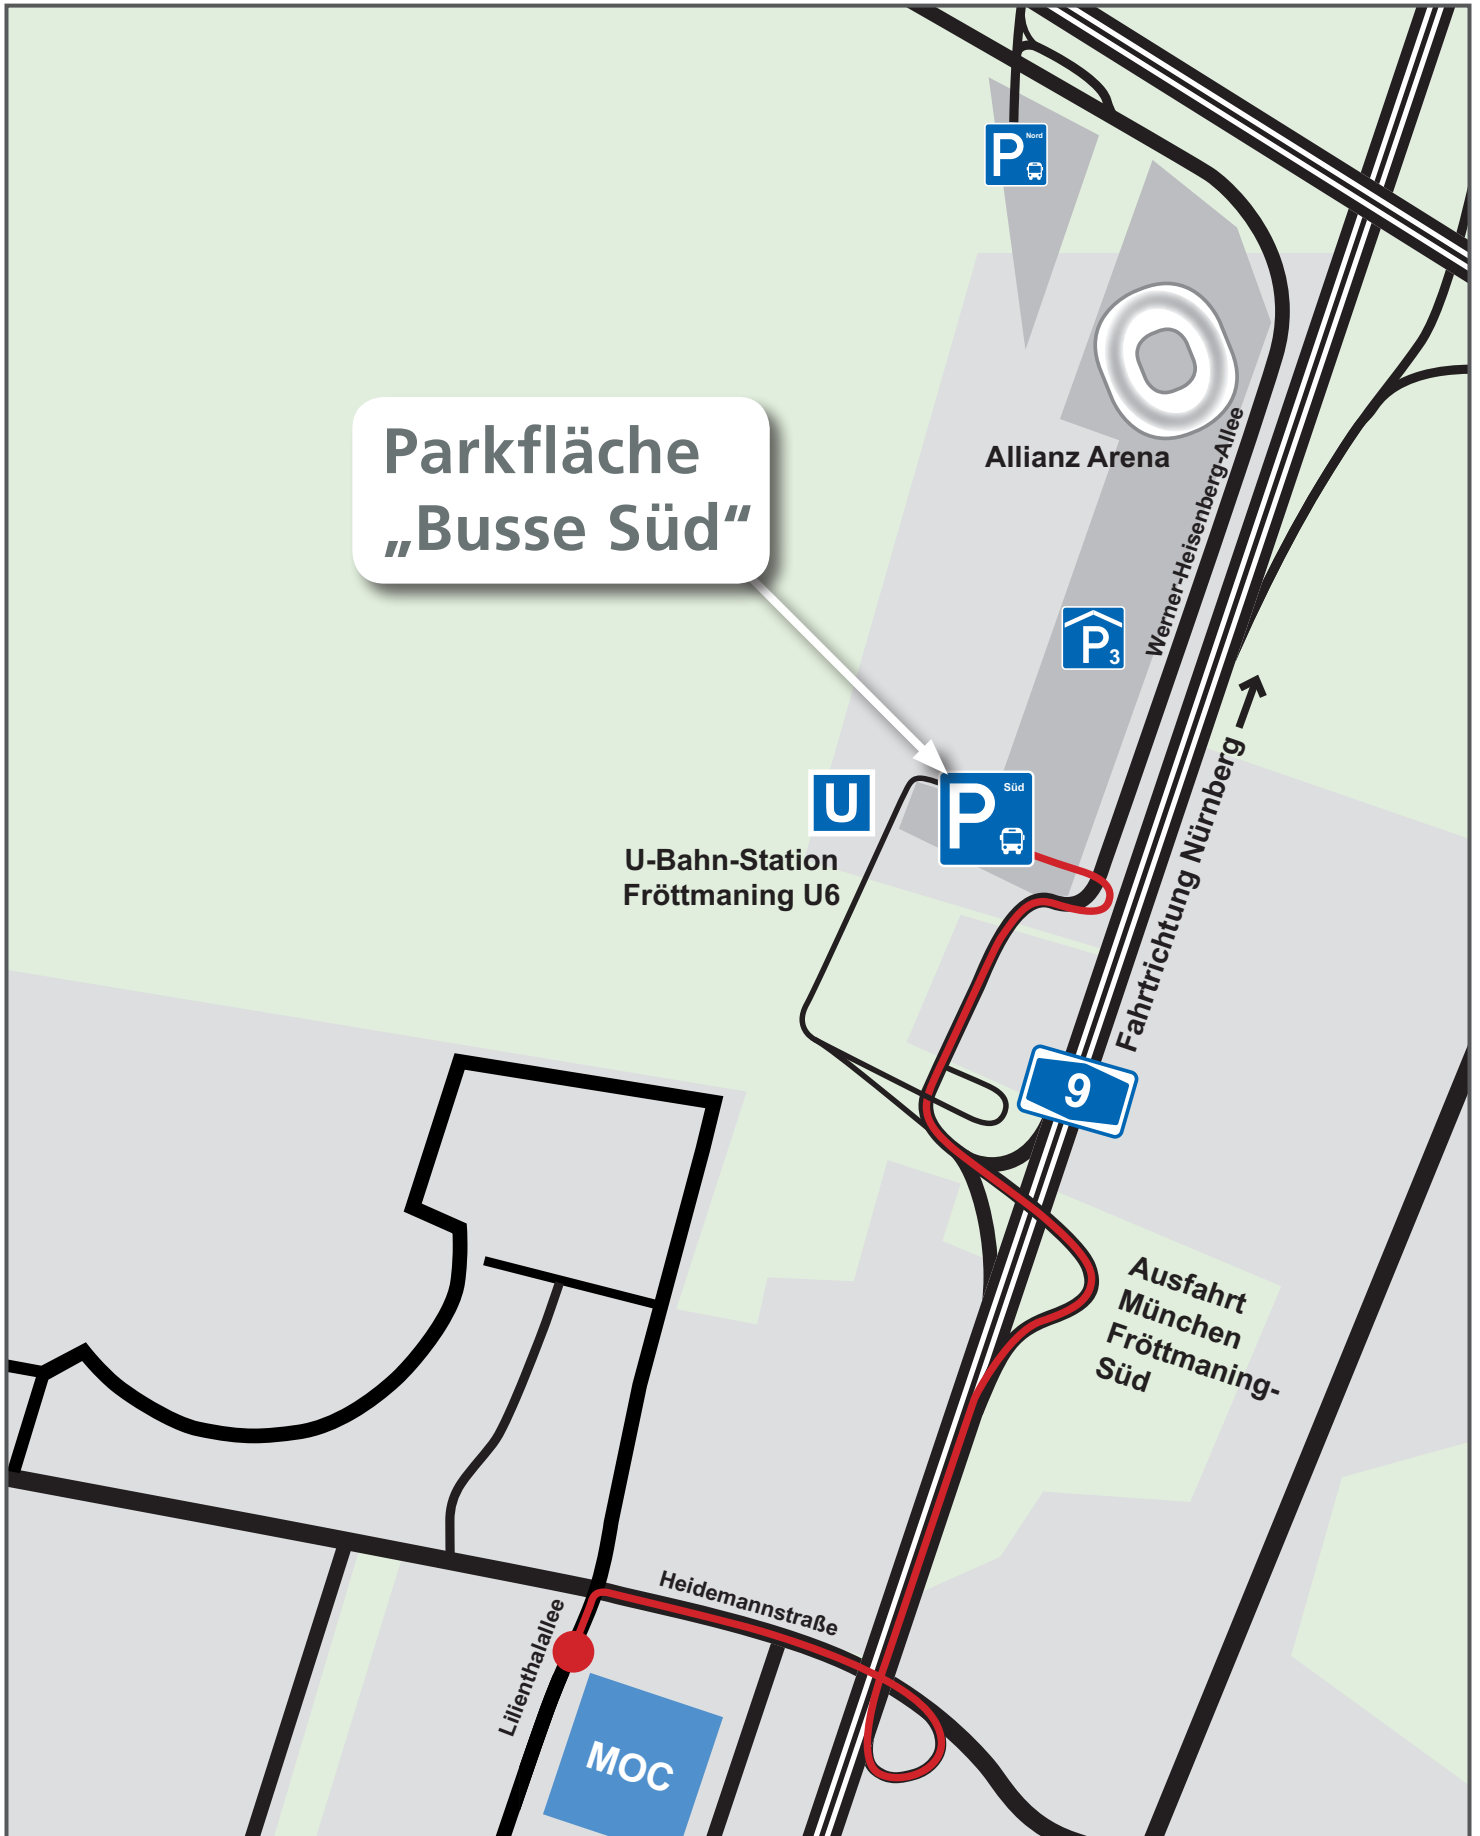 P Nord
Parkfläche
„Busse Süd“
Allianz Arena
Werner-Heisenberg-Allee
P3
P Süd
U
U-Bahn-Station
Fröttmaning U6
Fahrtrichtung Nürnberg
9
Ausfahrt
München
Fröttmaning-
Süd
Heidemannstraße
Lilienthalallee
MOC